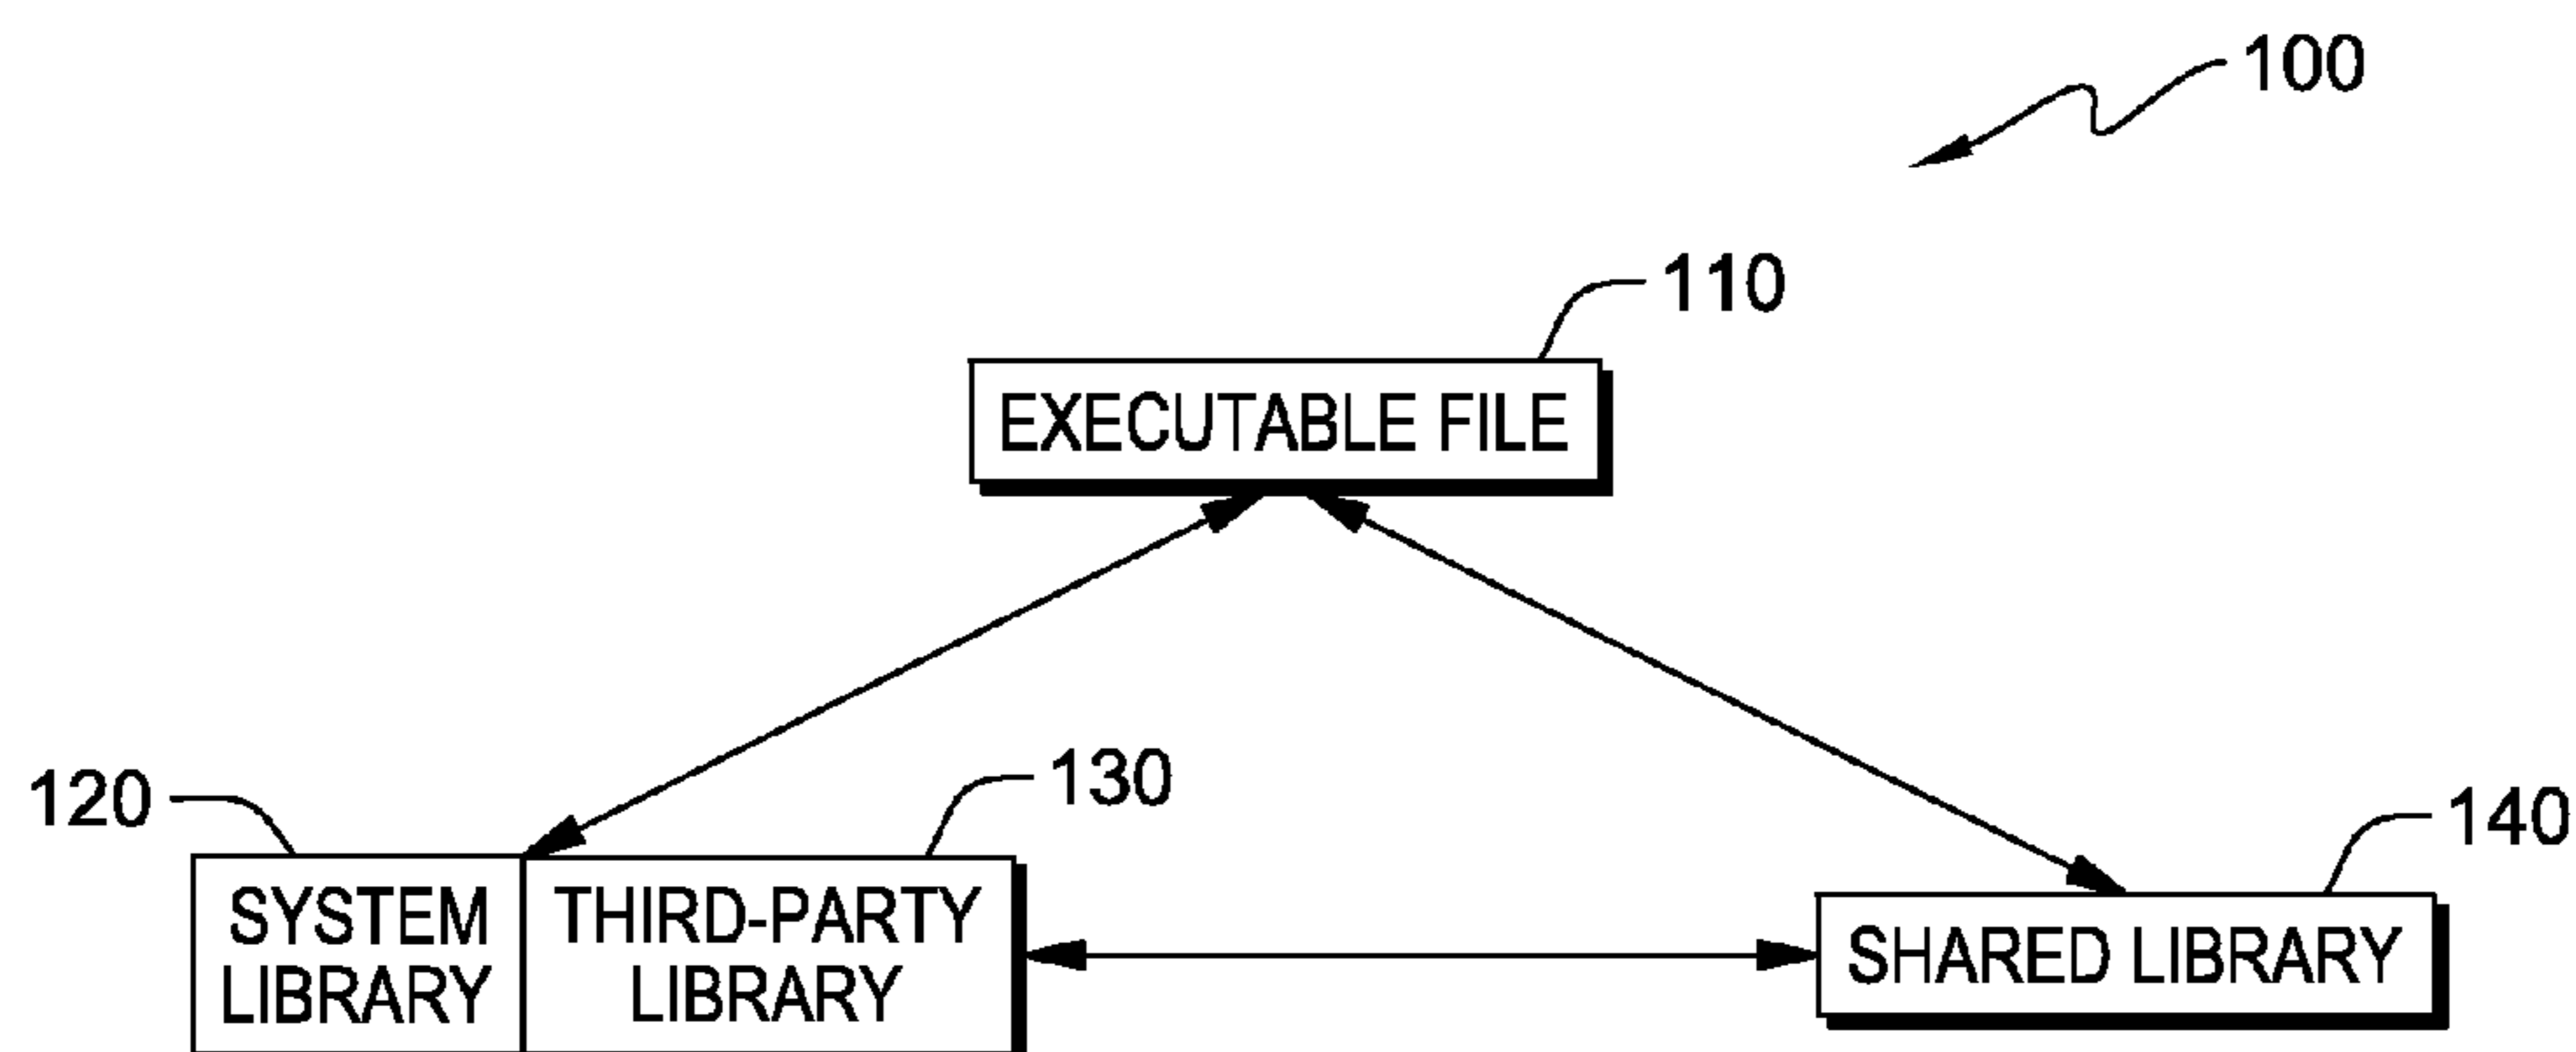 100
110
EXECUTABLE FILE
120
130
140
SYSTEM
LIBRARY
THIRD-PARTY
LIBRARY
SHARED LIBRARY